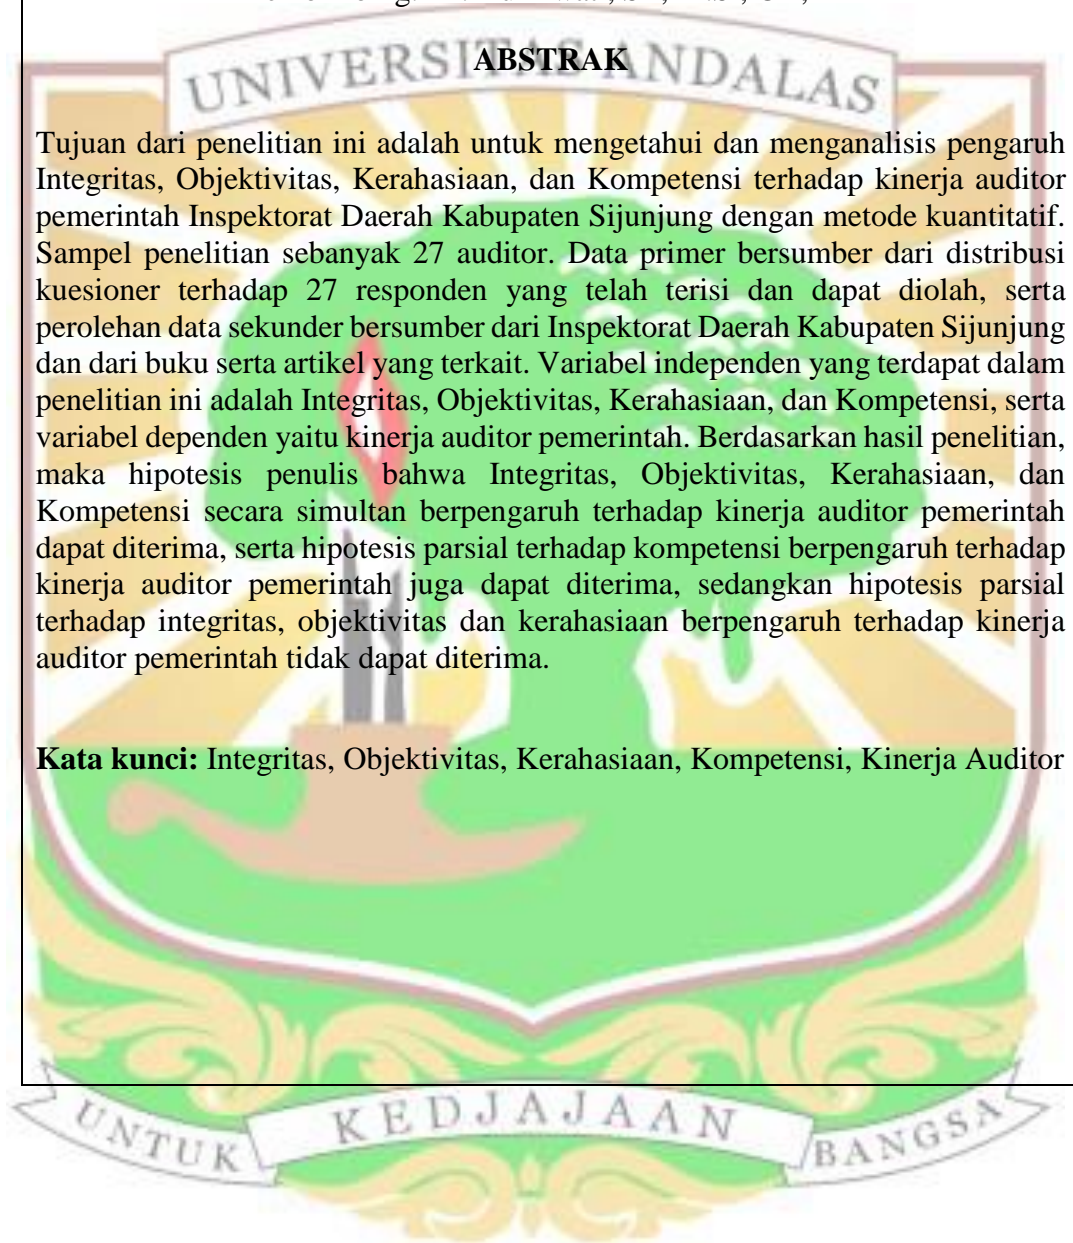 UNIVERSITAS ANDALAS
ABSTRAK
Tujuan dari penelitian ini adalah untuk mengetahui dan menganalisis pengaruh
Integritas, Objektivitas, Kerahasiaan, dan Kompetensi terhadap kinerja auditor
pemerintah Inspektorat Daerah Kabupaten Sijunjung dengan metode kuantitatif.
Sampel penelitian sebanyak 27 auditor. Data primer bersumber dari distribusi
kuesioner terhadap 27 responden yang telah terisi dan dapat diolah, serta
perolehan data sekunder bersumber dari Inspektorat Daerah Kabupaten Sijunjung
dan dari buku serta artikel yang terkait. Variabel independen yang terdapat dalam
penelitian ini adalah Integritas, Objektivitas, Kerahasiaan, dan Kompetensi, serta
variabel dependen yaitu kinerja auditor pemerintah. Berdasarkan hasil penelitian,
maka hipotesis penulis bahwa Integritas, Objektivitas, Kerahasiaan, dan
Kompetensi secara simultan berpengaruh terhadap kinerja auditor pemerintah
dapat diterima, serta hipotesis parsial terhadap kompetensi berpengaruh terhadap
kinerja auditor pemerintah juga dapat diterima, sedangkan hipotesis parsial
terhadap integritas, objektivitas dan kerahasiaan berpengaruh terhadap kinerja
auditor pemerintah tidak dapat diterima.
Kata kunci: Integritas, Objektivitas, Kerahasiaan, Kompetensi, Kinerja Auditor
UNTUK KEDJAJAAN BANGSA